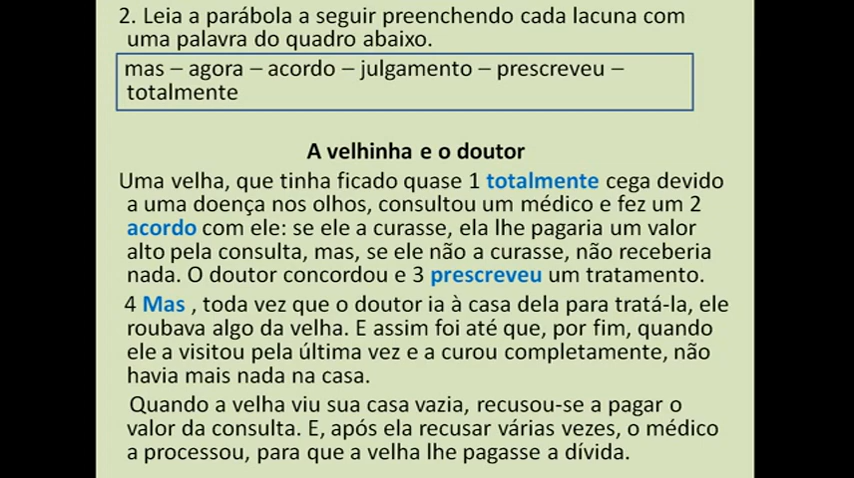 2. Leia a parábola a seguir preenchendo cada lacuna com
uma palavra do quadro abaixo.
mas – agora – acordo – julgamento – prescreveu –
totalmente
A velhinha e o doutor
Uma velha, que tinha ficado quase 1 totalmente cega devido
a uma doença nos olhos, consultou um médico e fez um 2
acordo com ele: se ele a curasse, ela lhe pagaria um valor
alto pela consulta, mas, se ele não a curasse, não receberia
nada. O doutor concordou e 3 prescreveu um tratamento.
4 Mas , toda vez que o doutor ia à casa dela para tratá-la, ele
roubava algo da velha. E assim foi até que, por fim, quando
ele a visitou pela última vez e a curou completamente, não
havia mais nada na casa.
Quando a velha viu sua casa vazia, recusou-se a pagar o
valor da consulta. E, após ela recusar várias vezes, o médico
a processou, para que a velha lhe pagasse a dívida.